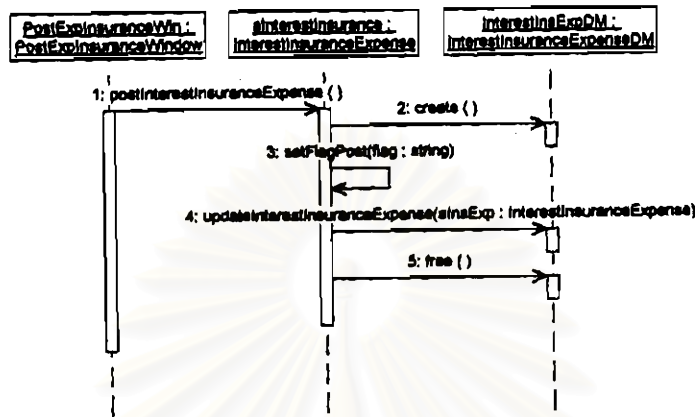 PostExpInsuranceWin :
PostExpInsuranceWindow
aInterestInsurance :
InterestInsuranceExpense
InterestInsExpDM :
InterestInsuranceExpenseDM
1: postInterestInsuranceExpense ( )
2: create ( )
3: setFlagPost(flag : string)
4: updateInterestInsuranceExpense(aInsExp : InterestInsuranceExpense)
5: free ( )